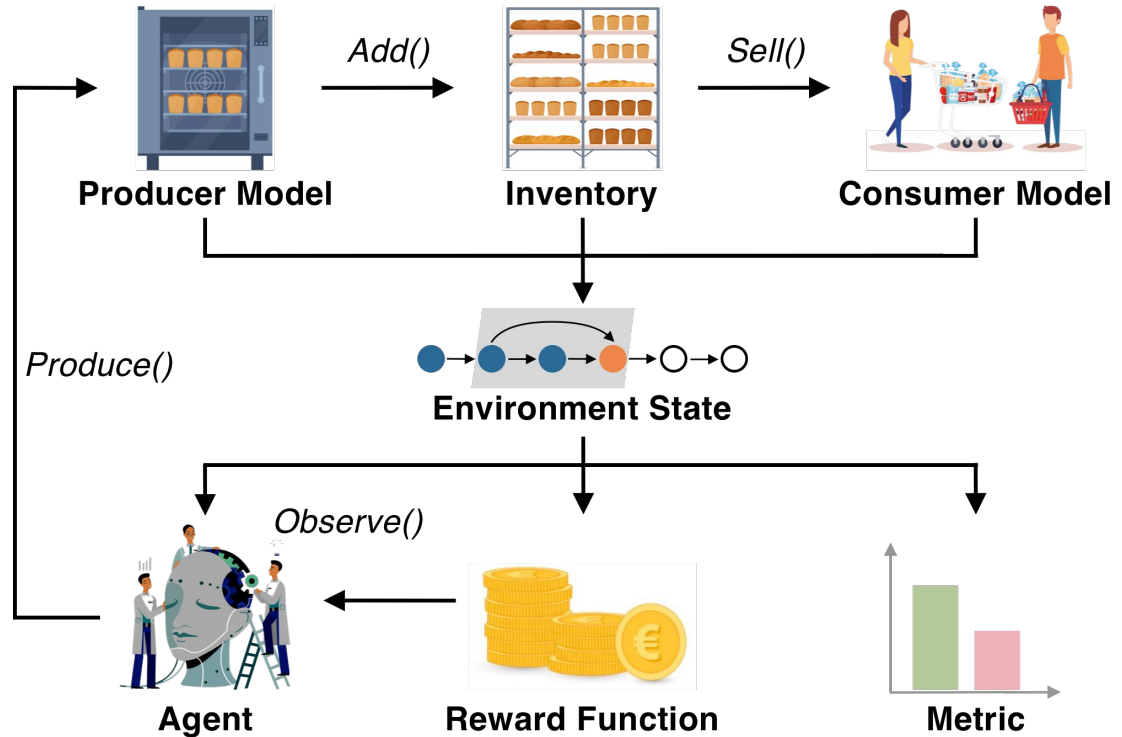 Add()
Sell()
Producer Model
Inventory
Consumer Model
Produce()
Environment State
Observe()
€
Agent
Reward Function
Metric